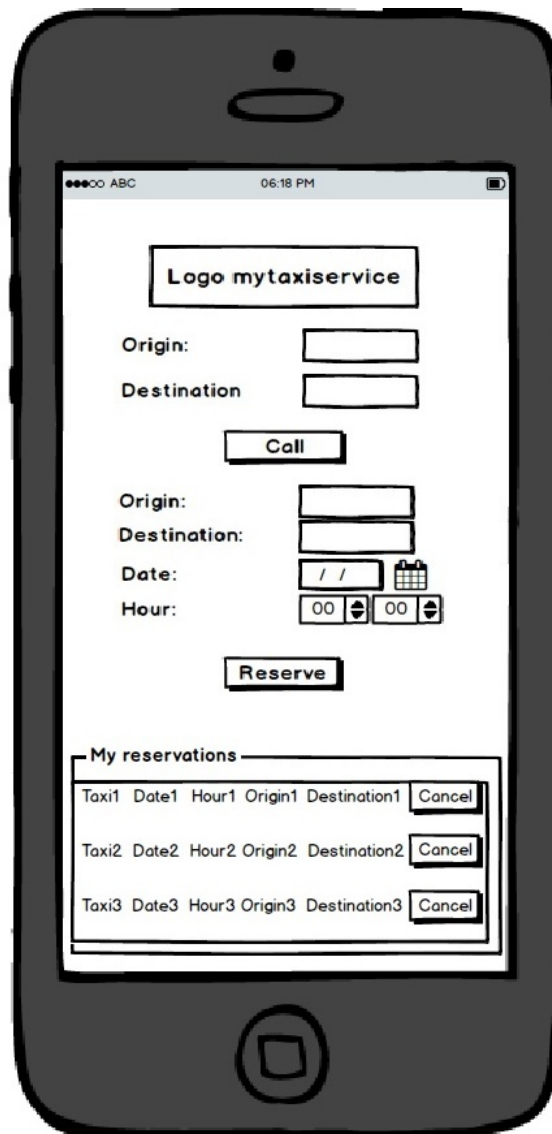 ABC 06:18 PM
Logo mytaxiservice
Origin:
Destination
Call
Origin:
Destination:
Date: / /
Hour: 00 00
Reserve
My reservations
Taxi1 Date1 Hour1 Origin1 Destination1 Cancel
Taxi2 Date2 Hour2 Origin2 Destination2 Cancel
Taxi3 Date3 Hour3 Origin3 Destination3 Cancel